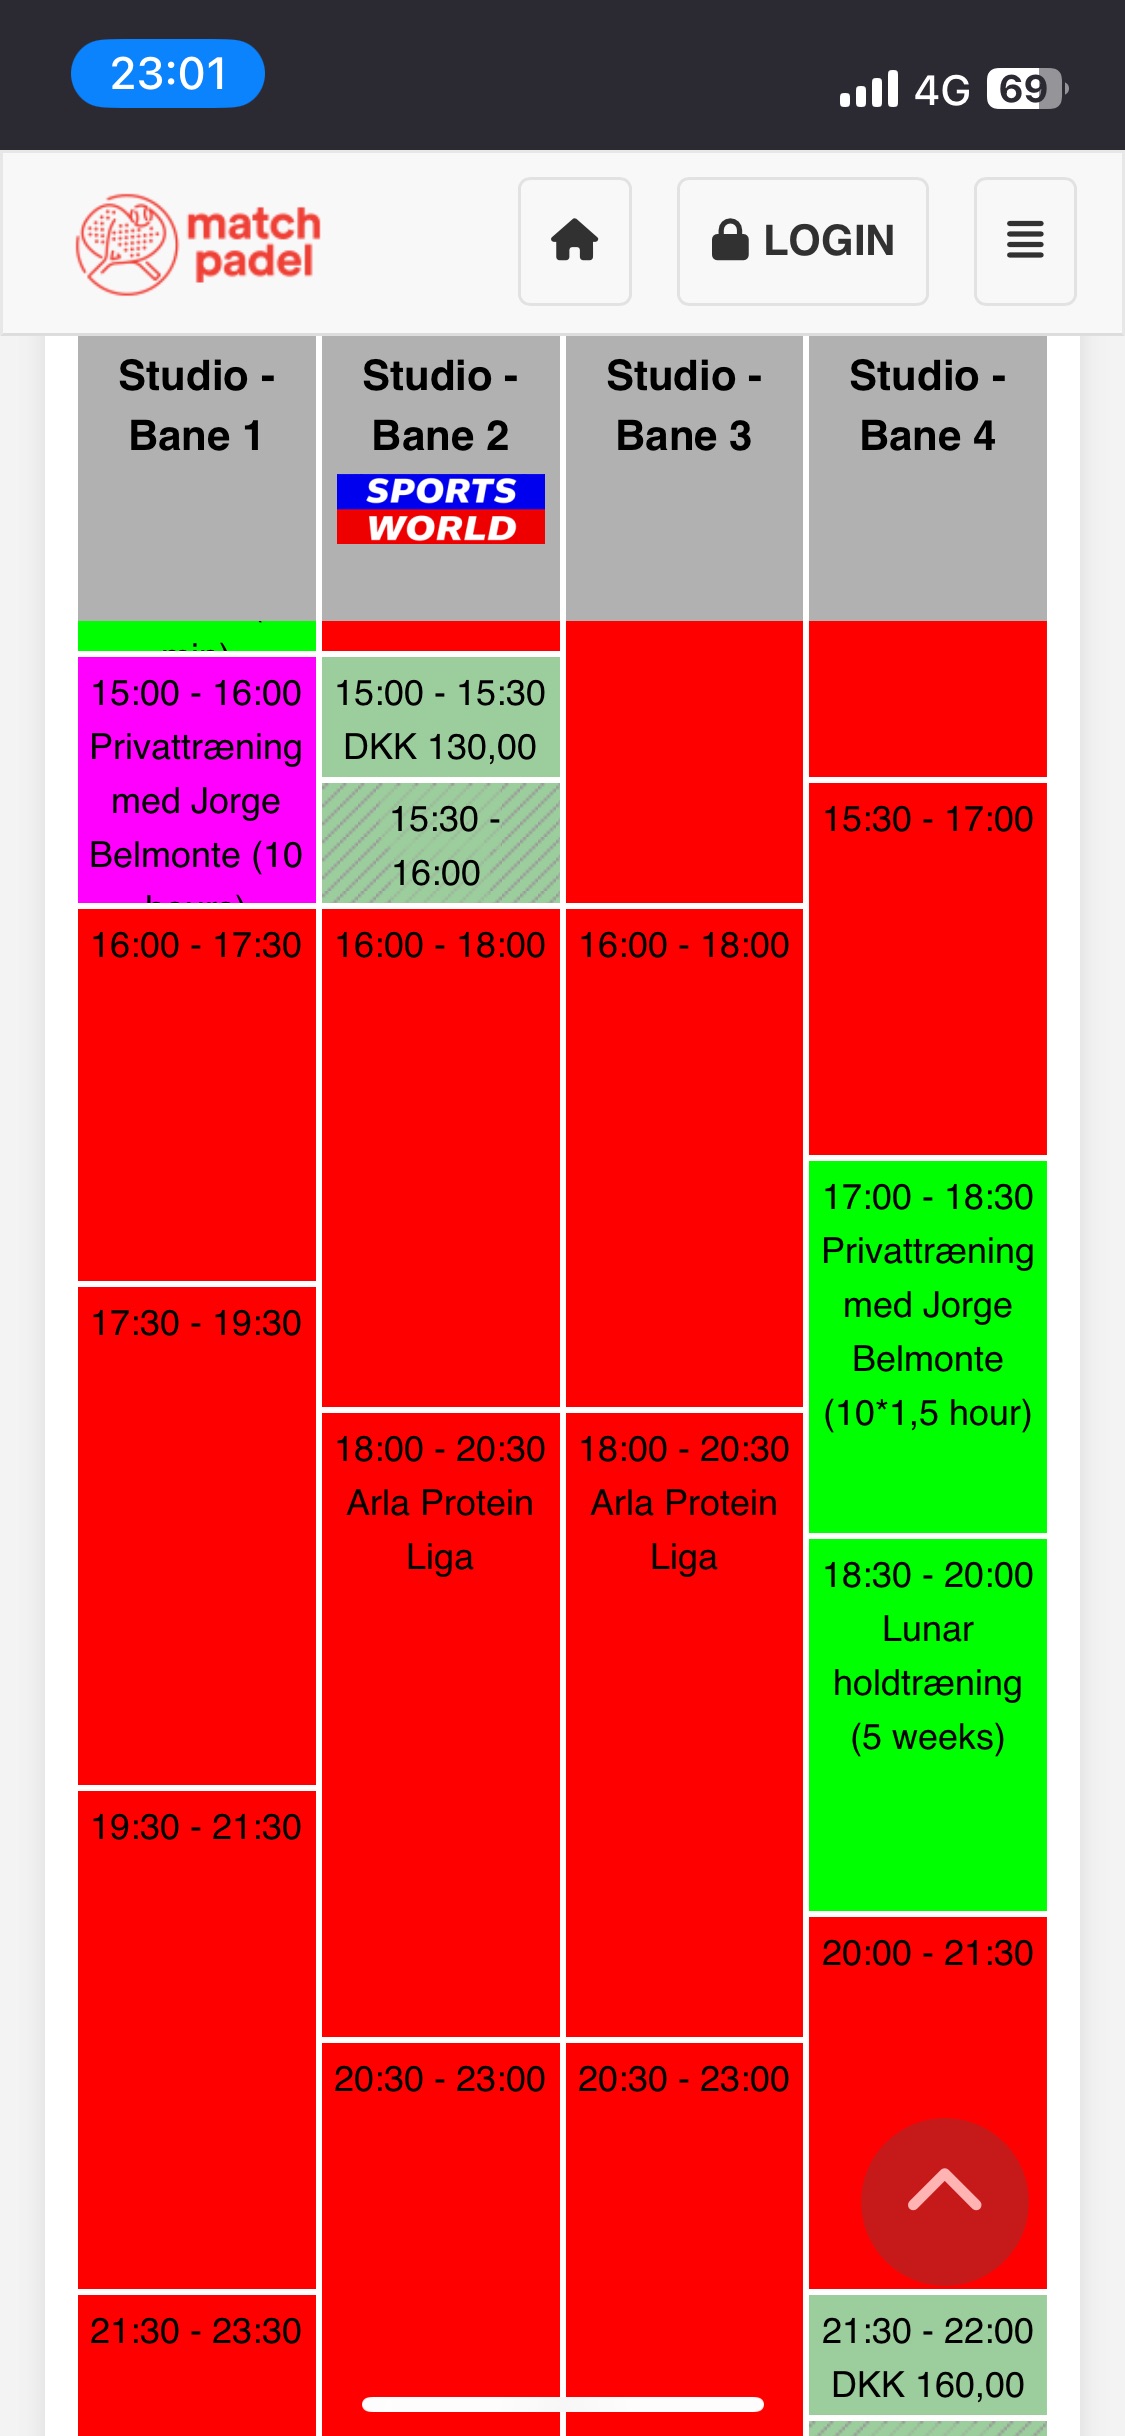 23:01
4G 69
match
padel
LOGIN
Studio -
Bane 1
Studio -
Bane 2
SPORTS
WORLD
Studio -
Bane 3
Studio -
Bane 4
15:00 - 16:00
Privattræning
med Jorge
Belmonte (10
16:00 - 17:30
17:30 - 19:30
19:30 - 21:30
21:30 - 23:30
15:00 - 15:30
DKK 130,00
15:30 -
16:00
16:00 - 18:00
18:00 - 20:30
Arla Protein
Liga
20:30 - 23:00
16:00 - 18:00
18:00 - 20:30
Arla Protein
Liga
20:30 - 23:00
15:30 - 17:00
17:00 - 18:30
Privattræning
med Jorge
Belmonte
(10*1,5 hour)
18:30 - 20:00
Lunar
holdtræning
(5 weeks)
20:00 - 21:30
21:30 - 22:00
DKK 160,00